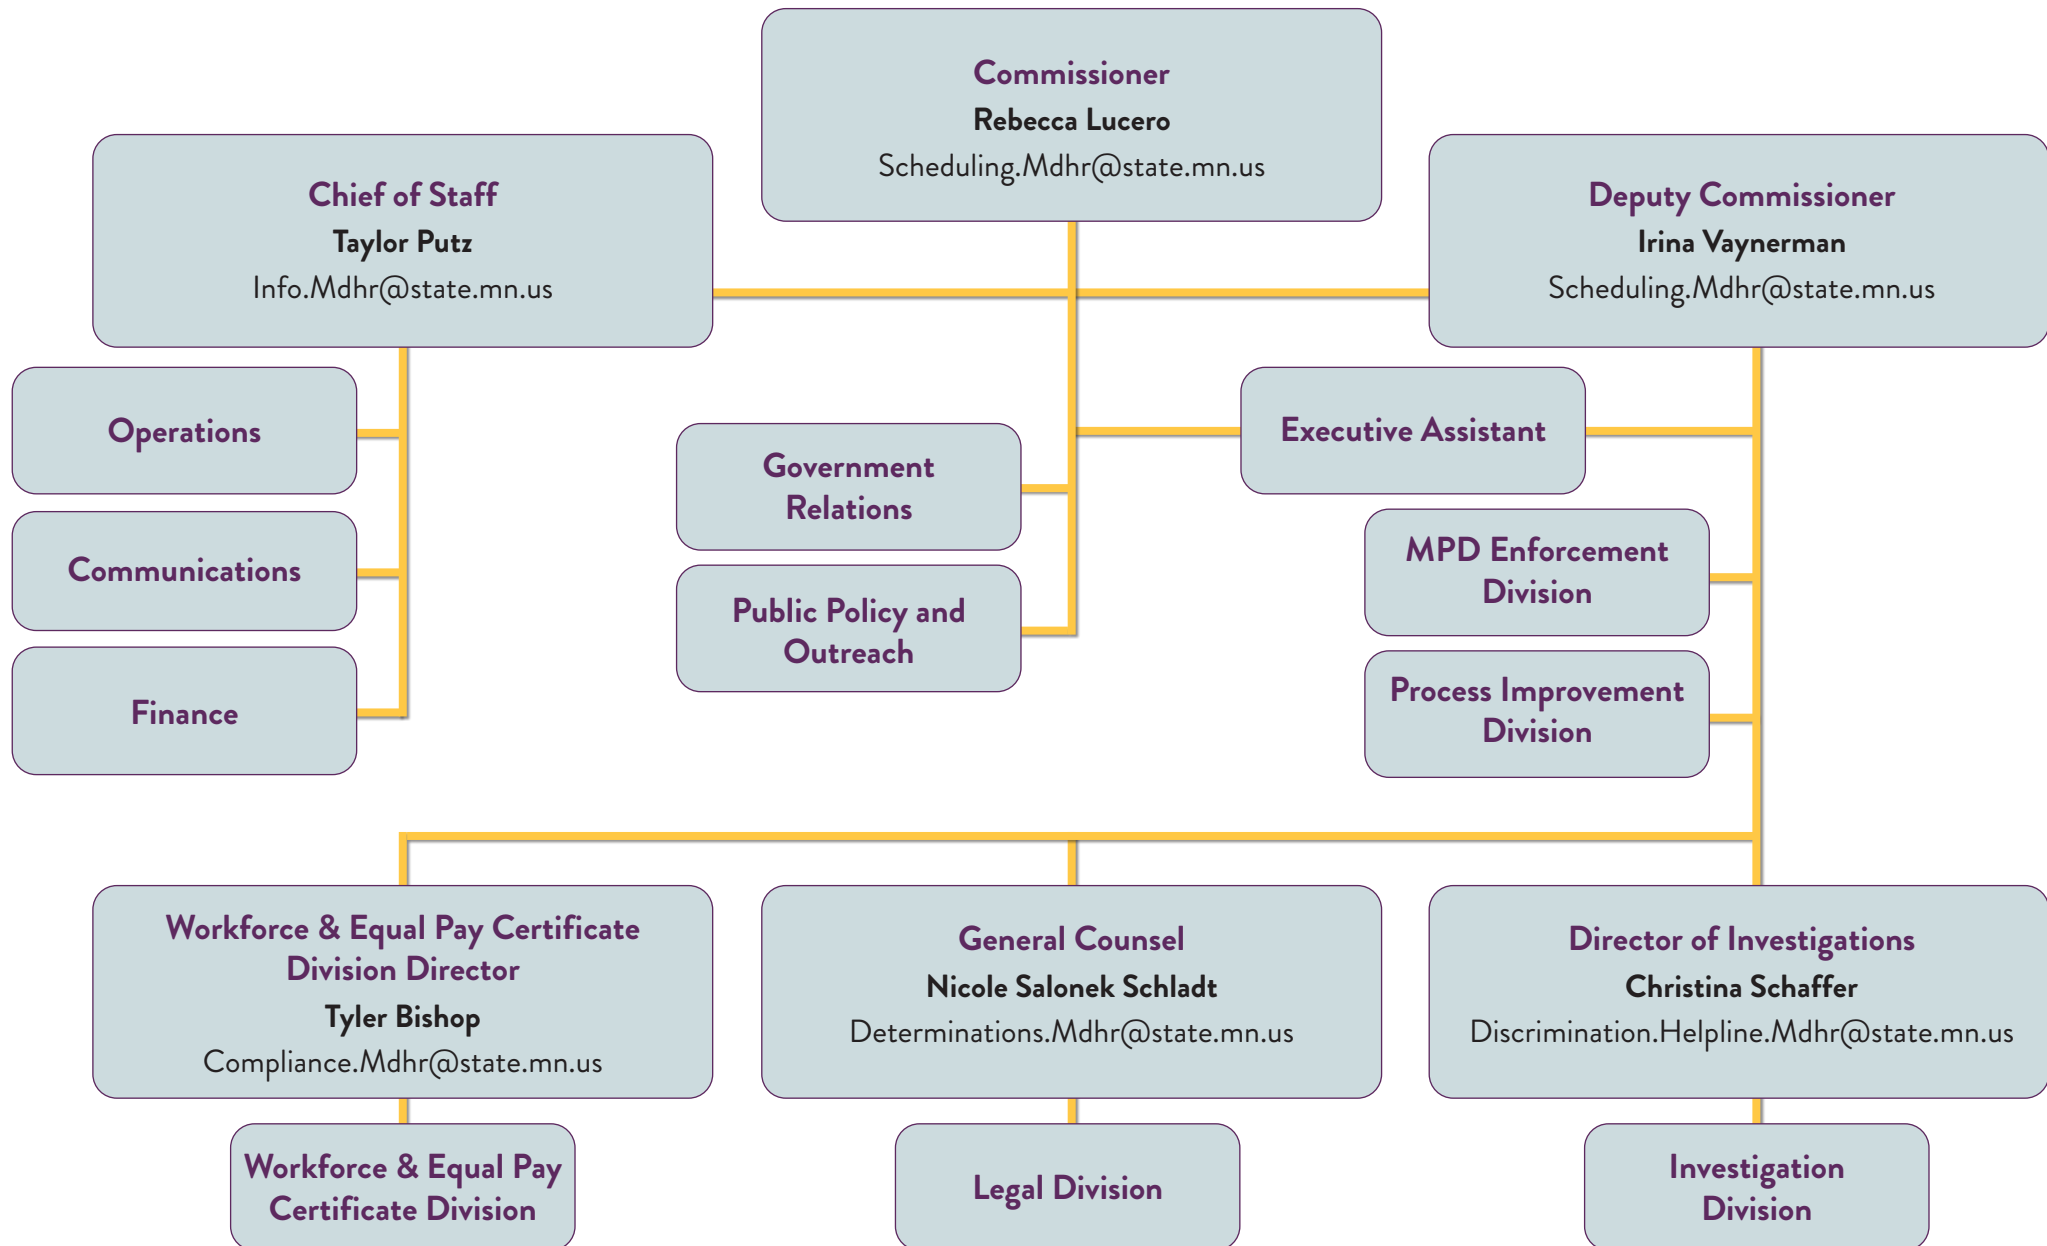 Commissioner
Rebecca Lucero
Scheduling.Mdhr@state.mn.us
Chief of Staff
Taylor Putz
Info.Mdhr@state.mn.us
Deputy Commissioner
Irina Vaynerman
Scheduling.Mdhr@state.mn.us
Operations
Communications
Finance
Government
Relations
Public Policy and
Outreach
Executive Assistant
MPD Enforcement
Division
Process Improvement
Division
Workforce & Equal Pay Certificate
Division Director
Tyler Bishop
Compliance.Mdhr@state.mn.us
General Counsel
Nicole Salonek Schladt
Determinations.Mdhr@state.mn.us
Director of Investigations
Christina Schaffer
Discrimination.Helpline.Mdhr@state.mn.us
Workforce & Equal Pay
Certificate Division
Legal Division
Investigation
Division